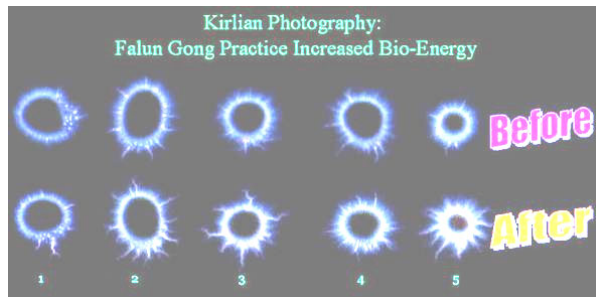 Kirlian Photography:
Falun Gong Practice Increased Bio-Energy
Before
After
1 2 3 4 5